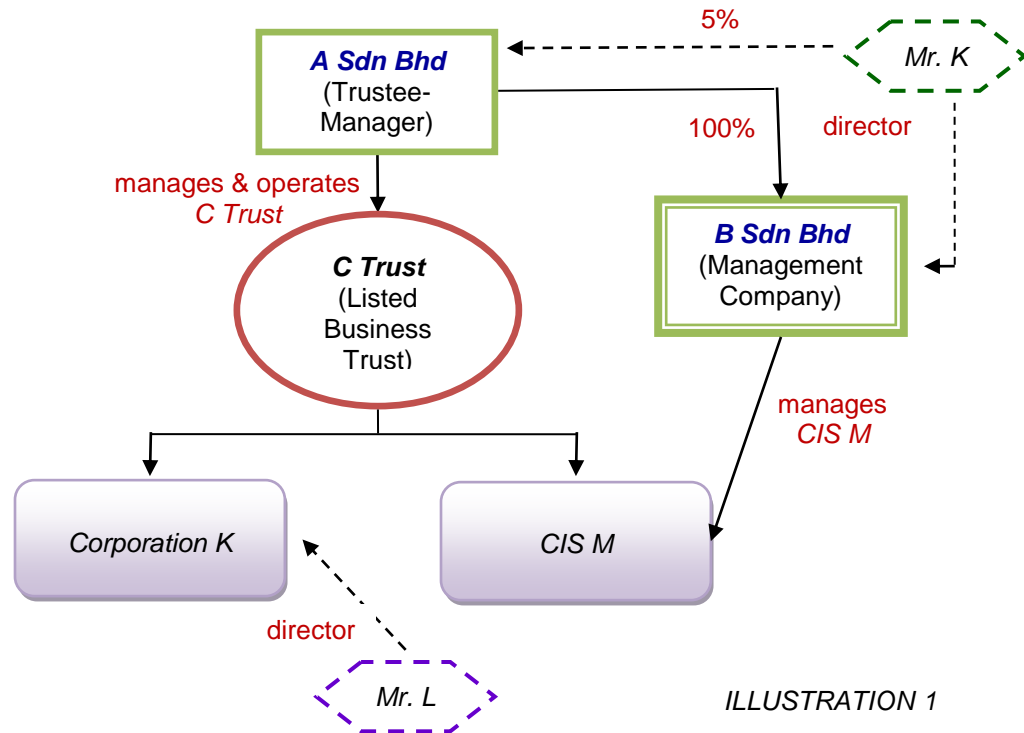 5%
A Sdn Bhd
(Trustee-
Manager)
Mr. K
100%
director
manages & operates
C Trust
B Sdn Bhd
(Management
Company)
C Trust
(Listed
Business
Trust)
manages
CIS M
Corporation K
CIS M
director
Mr. L
ILLUSTRATION 1